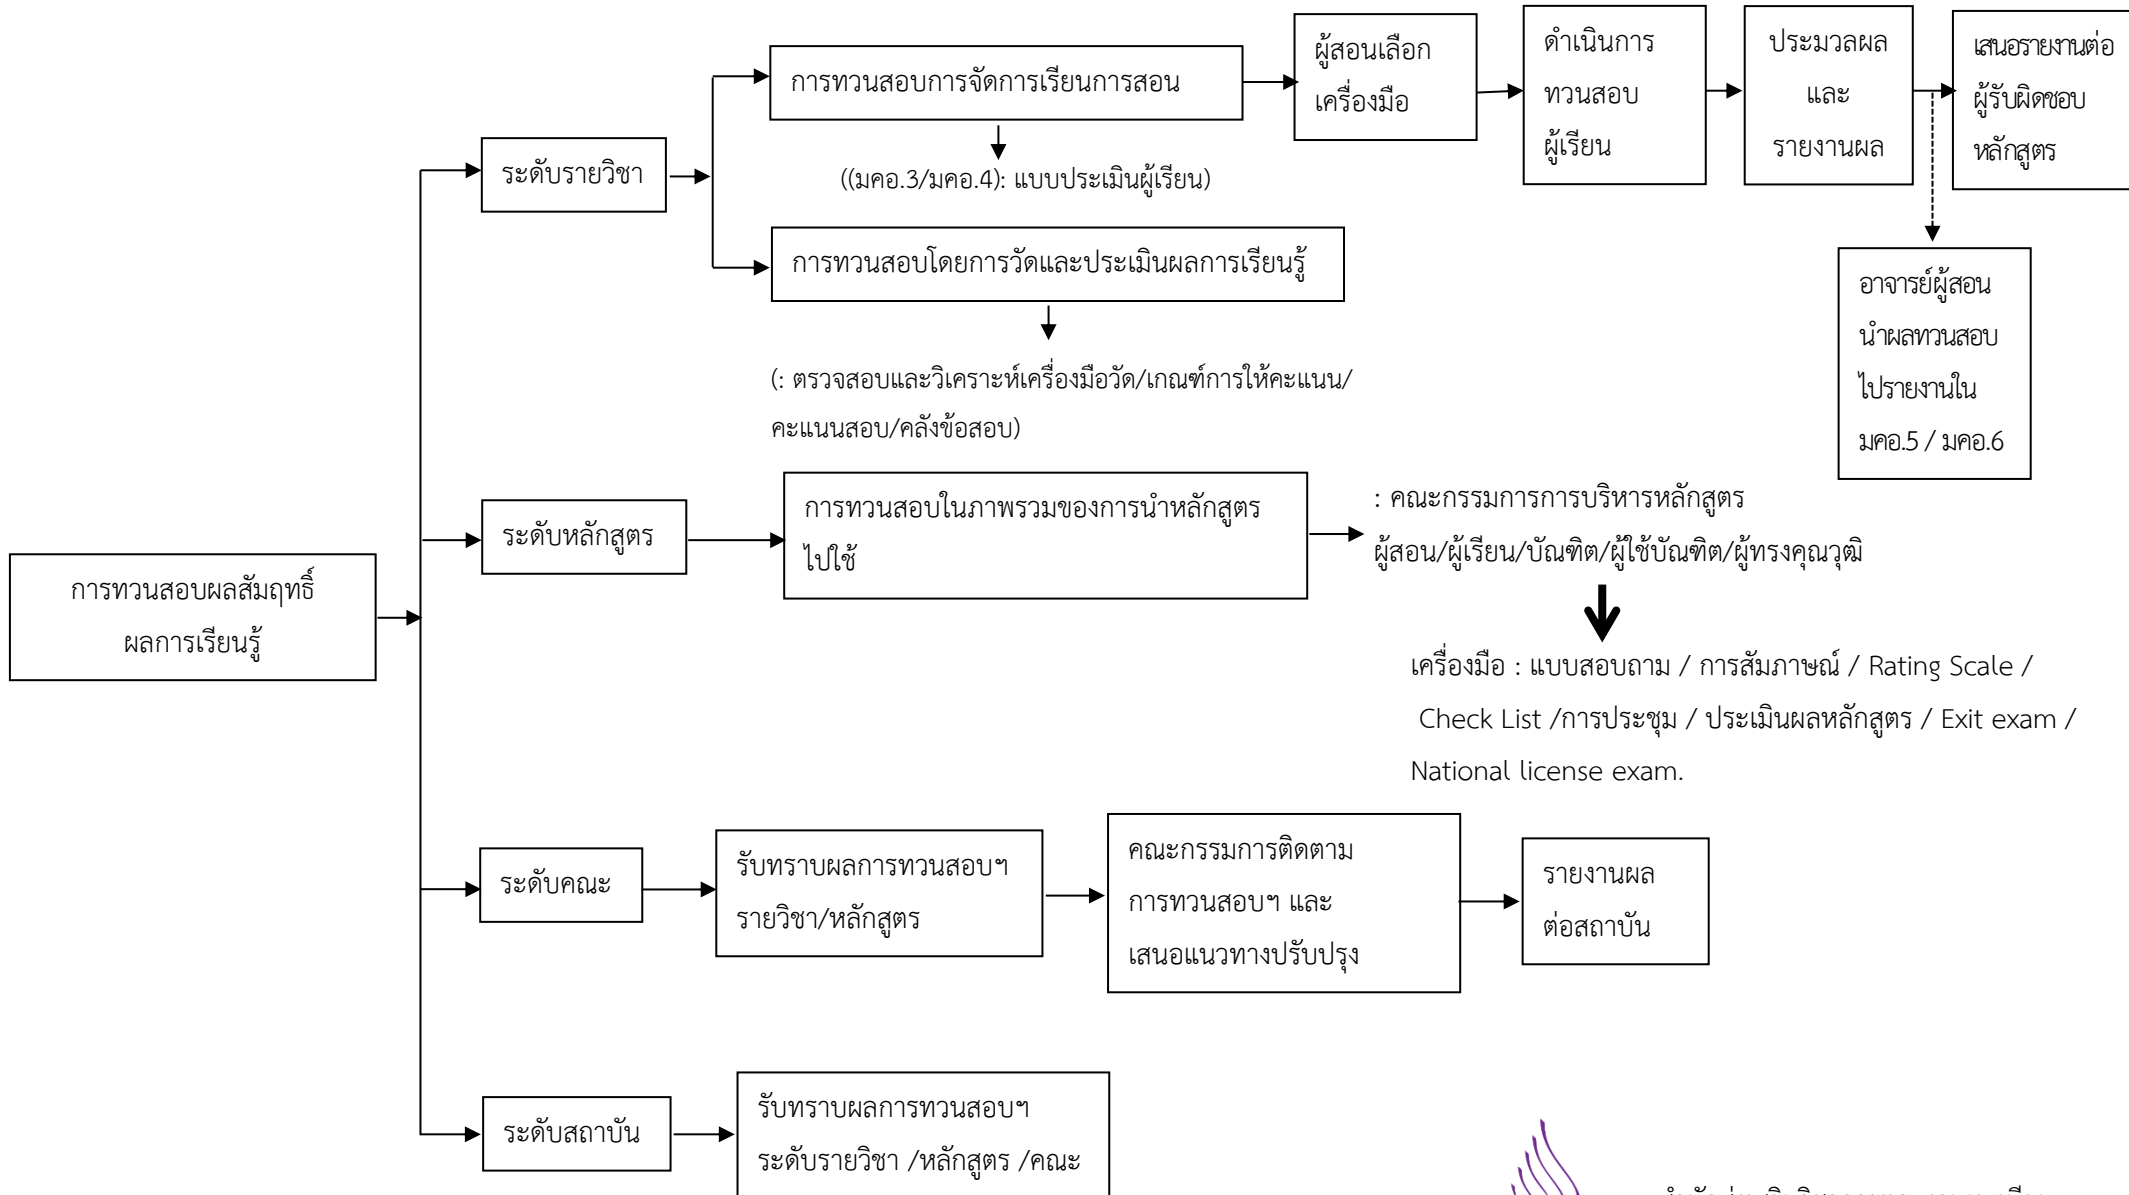 การทวนสอบผลสัมฤทธิ์
ผลการเรียนรู้
ระดับรายวิชา
การทวนสอบการจัดการเรียนการสอน
((มคอ.3/มคอ.4): แบบประเมินผู้เรียน)
ผู้สอนเลือก
เครื่องมือ
ดำเนินการ
ทวนสอบ
ผู้เรียน
ประมวลผล
และ
รายงานผล
เสนอรายงานต่อ
ผู้รับผิดชอบ
หลักสูตร
อาจารย์ผู้สอน
นำผลทวนสอบ
ไปรายงานใน
มคอ.5 / มคอ.6
การทวนสอบโดยการวัดและประเมินผลการเรียนรู้
(: ตรวจสอบและวิเคราะห์เครื่องมือวัด/เกณฑ์การให้คะแนน/
คะแนนสอบ/คลังข้อสอบ)
ระดับหลักสูตร
การทวนสอบในภาพรวมของการนำหลักสูตร
ไปใช้
: คณะกรรมการการบริหารหลักสูตร
ผู้สอน/ผู้เรียน/บัณฑิต/ผู้ใช้บัณฑิต/ผู้ทรงคุณวุฒิ
เครื่องมือ : แบบสอบถาม / การสัมภาษณ์ / Rating Scale /
Check List /การประชุม / ประเมินผลหลักสูตร / Exit exam /
National license exam.
ระดับคณะ
รับทราบผลการทวนสอบฯ
รายวิชา/หลักสูตร
คณะกรรมการติดตาม
การทวนสอบฯ และ
เสนอแนวทางปรับปรุง
รายงานผล
ต่อสถาบัน
ระดับสถาบัน
รับทราบผลการทวนสอบฯ
ระดับรายวิชา /หลักสูตร /คณะ